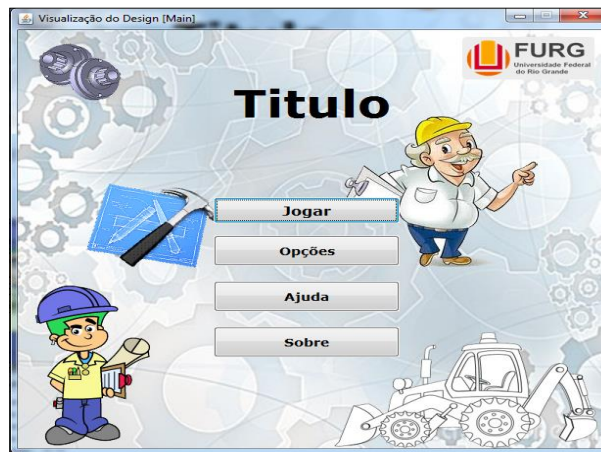 Visualização do Design [Main]
FURG
Universidade Federal
do Rio Grande
Titulo
Jogar
Opções
Ajuda
Sobre